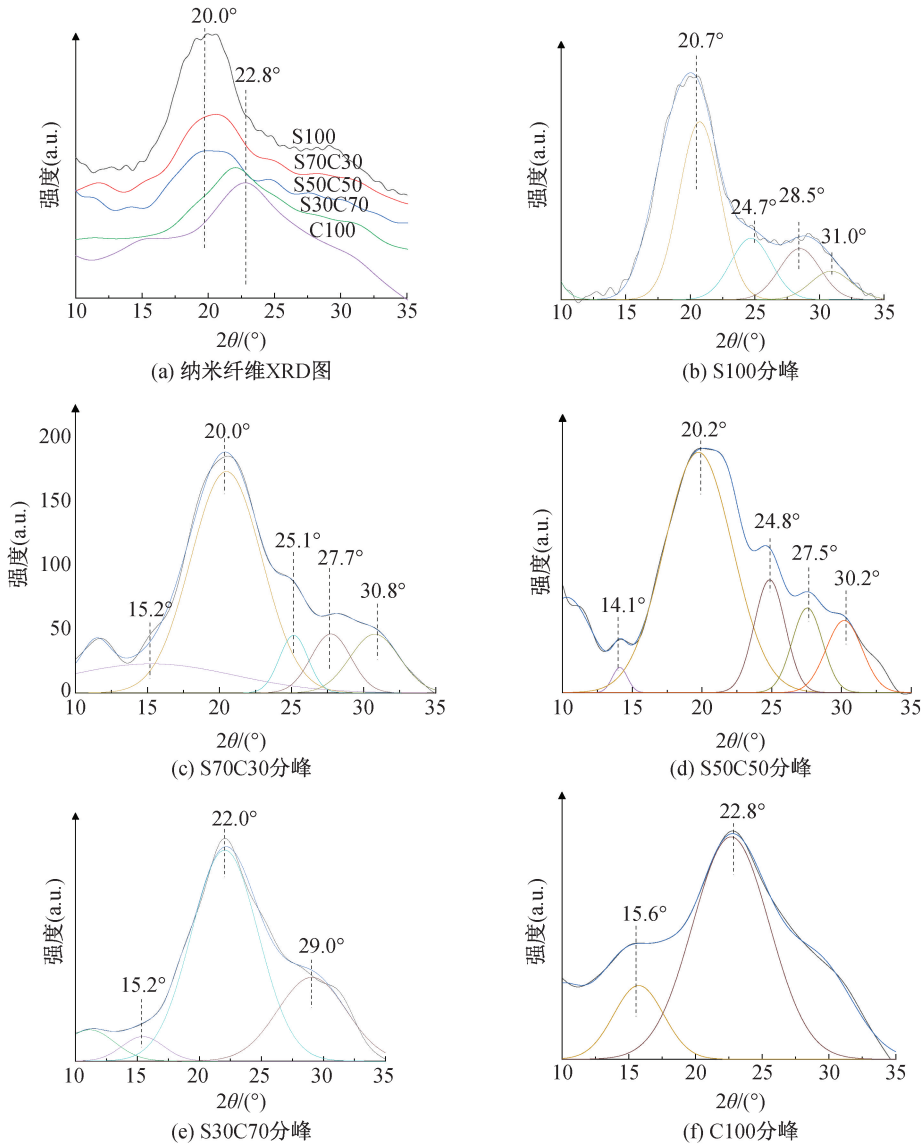 20.0°
22.8°
S100
S70C30
S50C50
S30C70
C100
强度(a.u.)
10 15 20 25 30 35
2θ/(°)
(a) 纳米纤维XRD图
20.7°
24.7°
28.5°
31.0°
强度(a.u.)
10 15 20 25 30 35
2θ/(°)
(b) S100分峰
200
150
100
50
0
20.0°
25.1°
27.7°
30.8°
15.2°
强度(a.u.)
10 15 20 25 30 35
2θ/(°)
(c) S70C30分峰
20.2°
24.8°
27.5°
30.2°
14.1°
强度(a.u.)
10 15 20 25 30 35
2θ/(°)
(d) S50C50分峰
22.0°
29.0°
15.2°
强度(a.u.)
10 15 20 25 30 35
2θ/(°)
(e) S30C70分峰
22.8°
15.6°
强度(a.u.)
10 15 20 25 30 35
2θ/(°)
(f) C100分峰